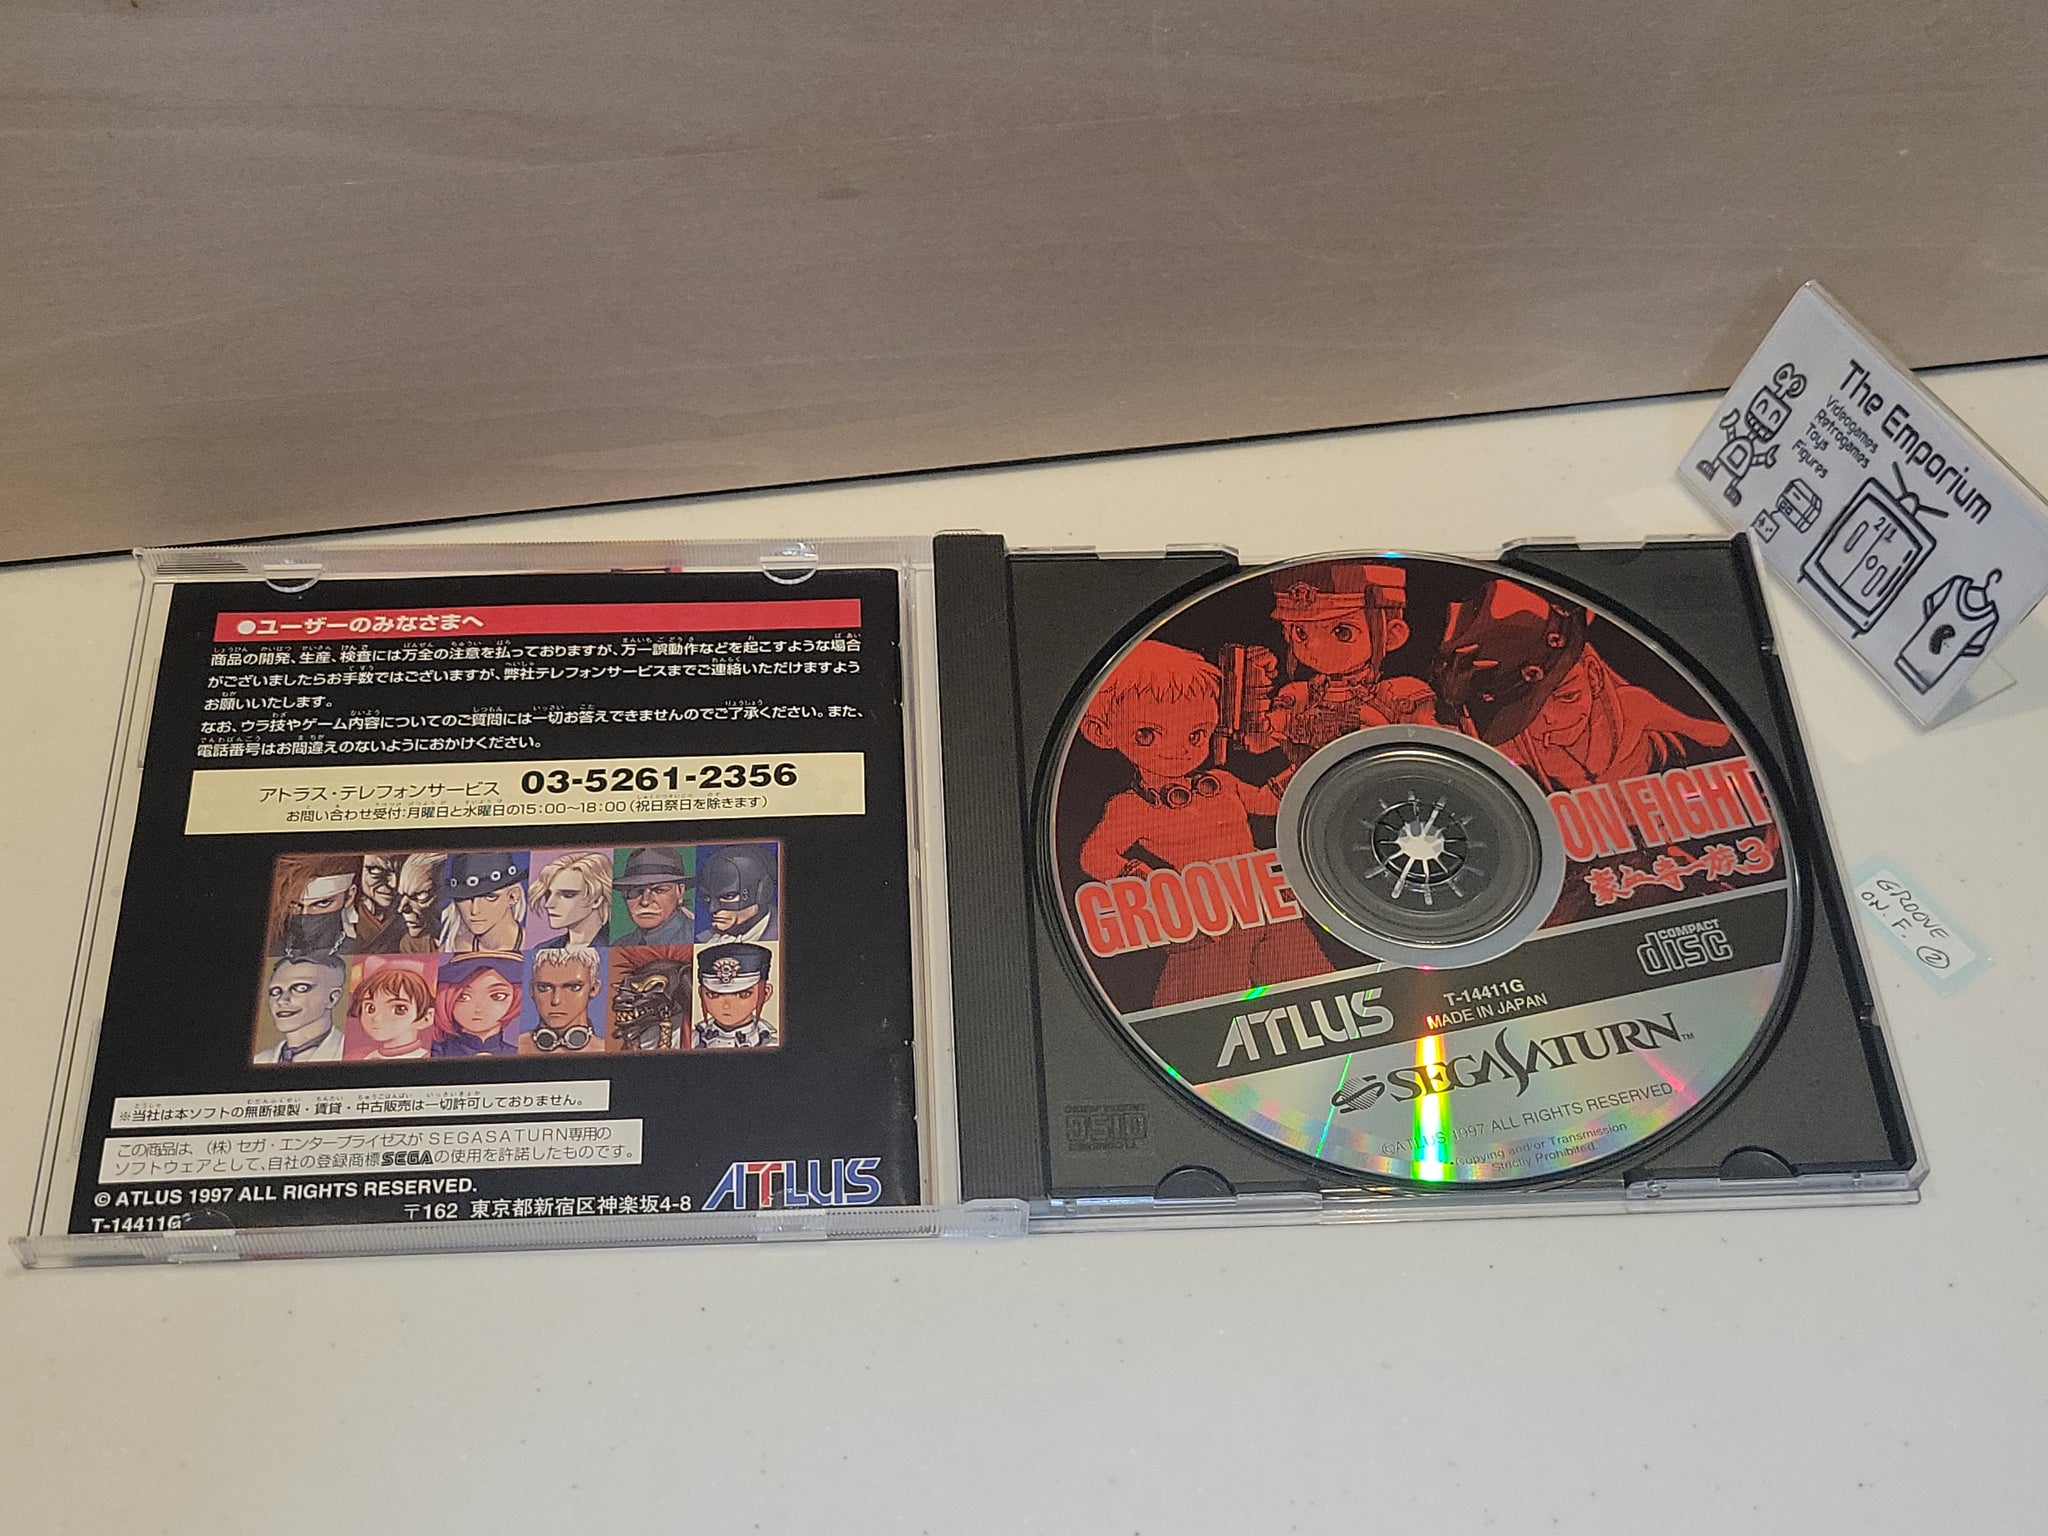 ●ユーザーのみなさまへ
商品の開発、生産、検査には万全の注意を払っておりますが、万一誤動作などを起こすような場合
がございましたらお手数ではございますが、弊社テレフォンサービスまでご連絡いただけますよう
お願いいたします。
なお、ウラ技やゲーム内容についてのご質問には一切お答えできませんのでご了承ください。また、
電話番号はお間違えのないようにおかけください。
アトラス・テレフォンサービス 03-5261-2356
お問い合わせ受付:月曜日と水曜日の15:00〜18:00(祝日祭日を除きます)
※当社は本ソフトの無断複製・賃貸・中古販売は一切許可しておりません。
この商品は、(株)セガ・エンタープライゼスがSEGASATURN専用の
ソフトウェアとして、自社の登録商標SEGAの使用を許諾したものです。
© ATLUS 1997 ALL RIGHTS RESERVED.
T-14411G
〒162 東京都新宿区神楽坂4-8
ATLUS
GROOVE ON FIGHT
豪血寺一族3
COMPACT
disc
ATLUS
T-14411G
MADE IN JAPAN
SEGASATURN™
©ATLUS 1997 ALL RIGHTS RESERVED.
Copying and/or Transmission
Strictly Prohibited.
disc
The Emporium
Videogames
Retrogames
Toys
Figures
21
GROOVE
ON. F.
②